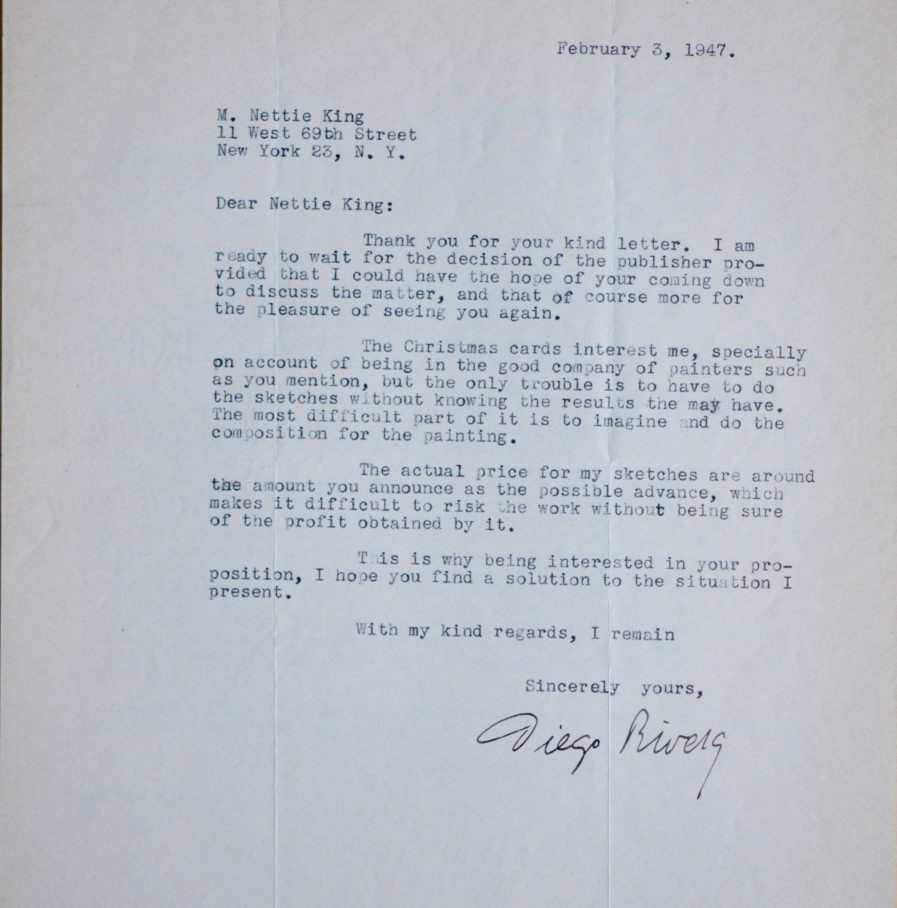 February 3, 1947.
M. Nettie King
11 West 69th Street
New York 23, N. Y.
Dear Nettie King:
Thank you for your kind letter. I am
ready to wait for the decision of the publisher pro-
vided that I could have the hope of your coming down
to discuss the matter, and that of course more for
the pleasure of seeing you again.
The Christmas cards interest me, specially
on account of being in the good company of painters such
as you mention, but the only trouble is to have to do
the sketches without knowing the results the may have.
The most difficult part of it is to imagine and do the
composition for the painting.
The actual price for my sketches are around
the amount you announce as the possible advance, which
makes it difficult to risk the work without being sure
of the profit obtained by it.
This is why being interested in your pro-
position, I hope you find a solution to the situation I
present.
With my kind regards, I remain
Sincerely yours,
Diego Rivera